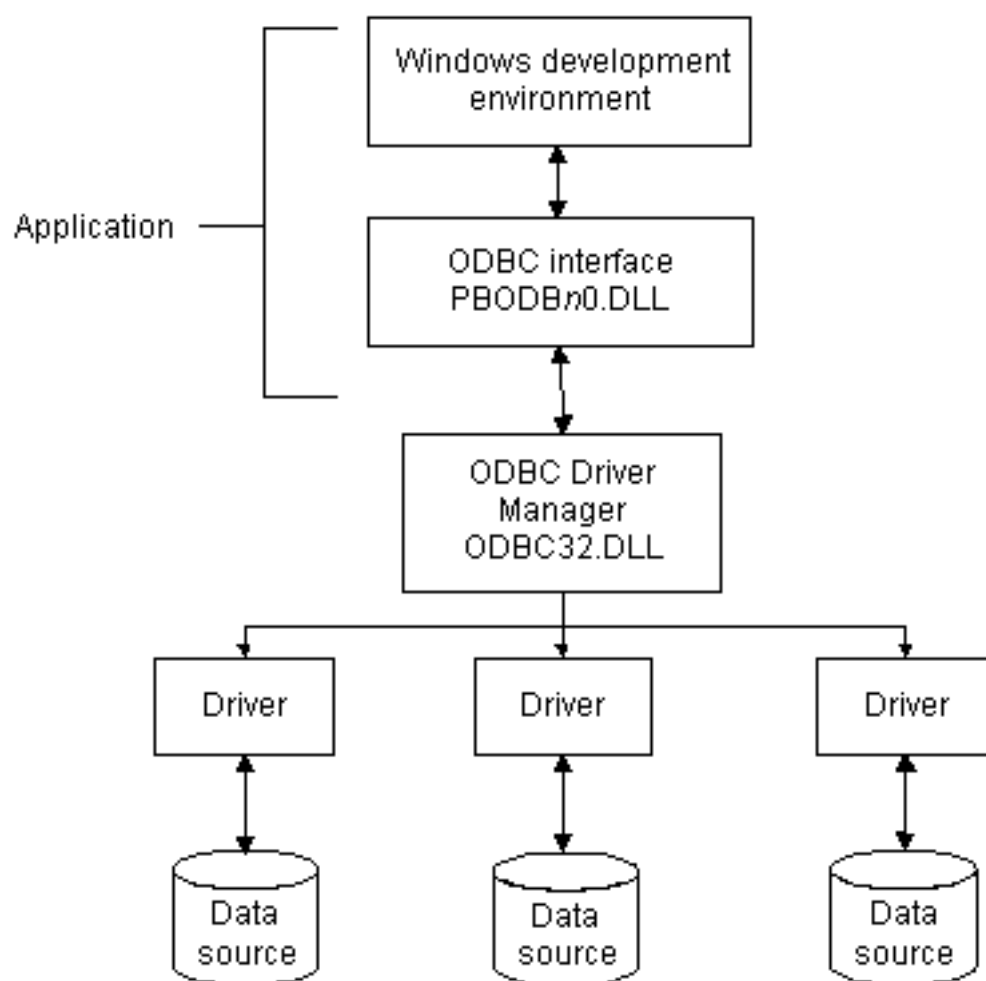 Windows development
environment
Application
ODBC interface
PBODBn0.DLL
ODBC Driver
Manager
ODBC32.DLL
Driver
Driver
Driver
Data
source
Data
source
Data
source